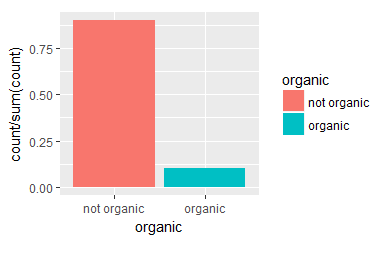 count/sum(count)
0.75
0.50
0.25
0.00
not organic
organic
organic
organic
not organic
organic